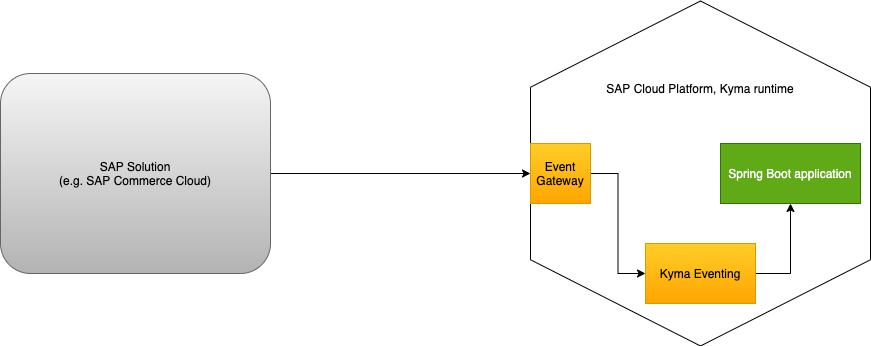 SAP Cloud Platform, Kyma runtime
SAP Solution
(e.g. SAP Commerce Cloud)
Event
Gateway
Spring Boot application
Kyma Eventing